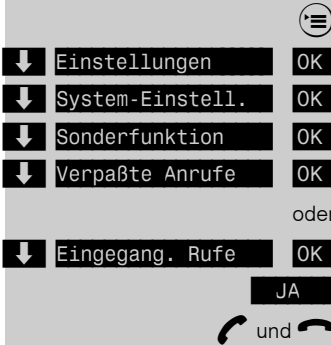 Einstellungen OK
System-Einstell. OK
Sonderfunktion OK
Verpaßte Anrufe OK
oder
Eingegang. Rufe OK
JA
und